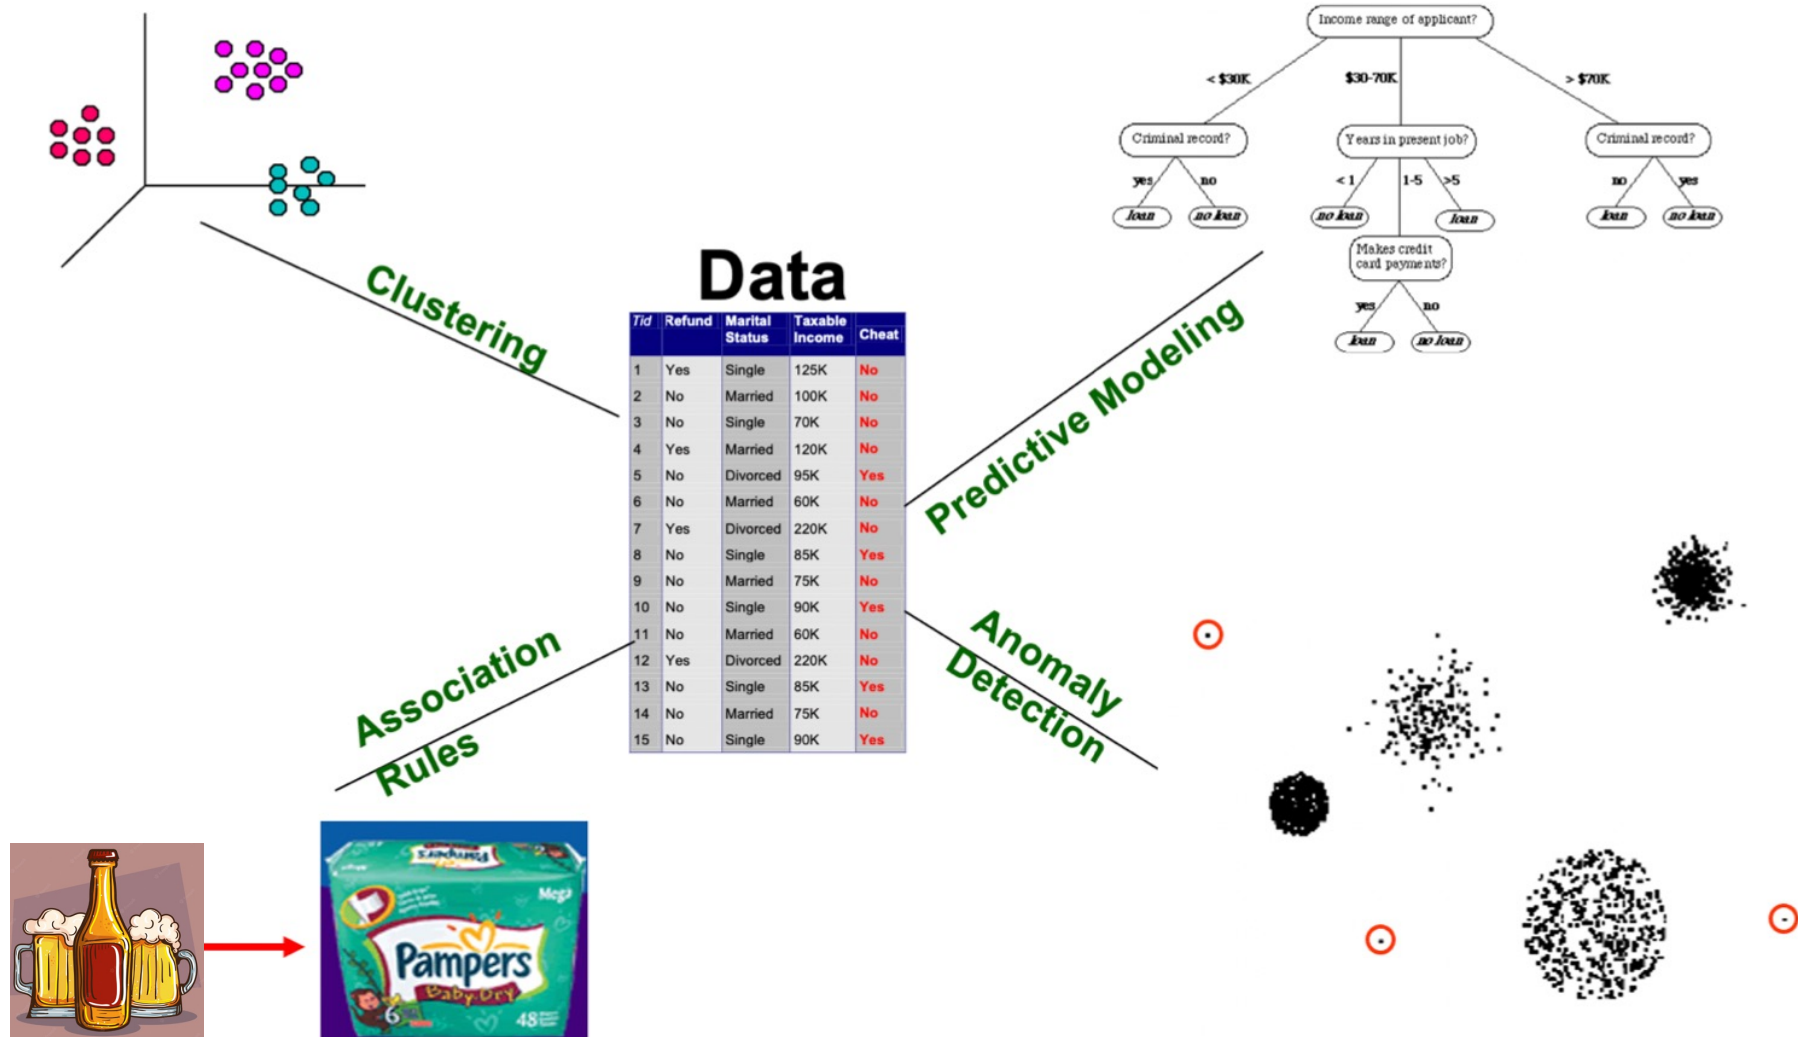 Income range of applicant?
< $30K
$30-70K
> $70K
Criminal record?
Years in present job?
Criminal record?
yes
no
< 1
1-5
>5
no
yes
loan
no loan
no loan
loan
loan
no loan
Makes credit
card payments?
yes
no
loan
no loan
Clustering
Data
Predictive Modeling
Tid Refund Marital Status Taxable Income Cheat
1 Yes Single 125K No
2 No Married 100K No
3 No Single 70K No
4 Yes Married 120K No
5 No Divorced 95K Yes
6 No Married 60K No
7 Yes Divorced 220K No
8 No Single 85K Yes
9 No Married 75K No
10 No Single 90K Yes
11 No Married 60K No
12 Yes Divorced 220K No
13 No Single 85K Yes
14 No Married 75K No
15 No Single 90K Yes
Association
Rules
Anomaly
Detection
Pampers
Mega
Pampers
Baby-Dry
6
48